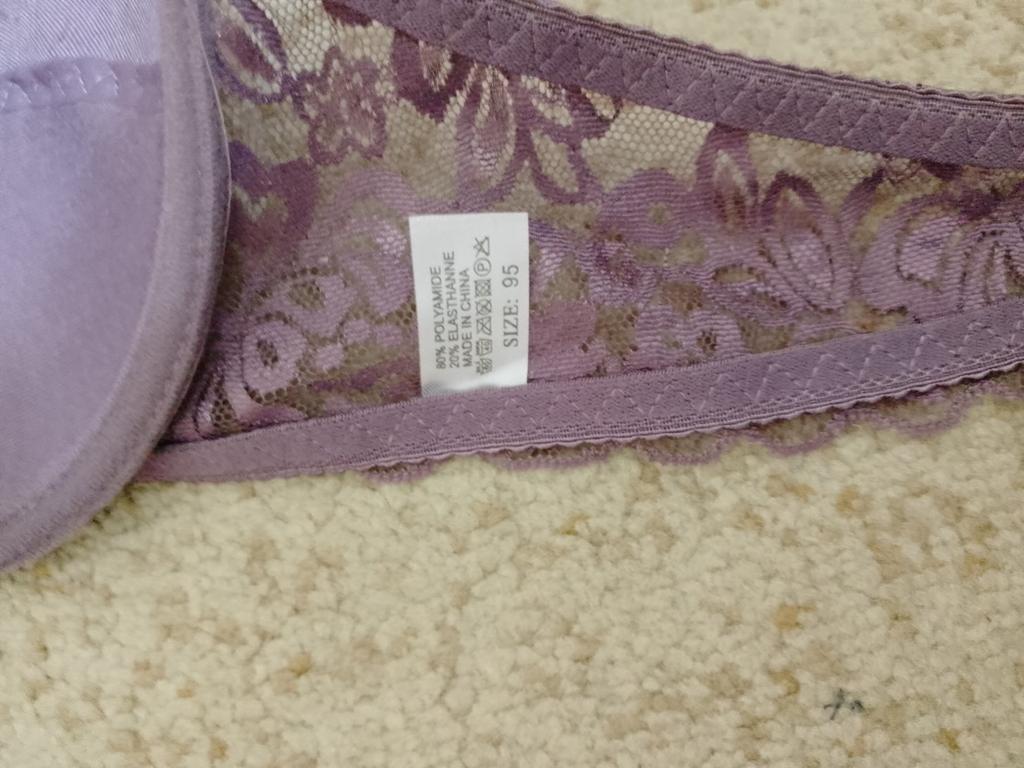 80% POLYAMIDE
20% ELASTHANNE
MADE IN CHINA
P
SIZE: 95